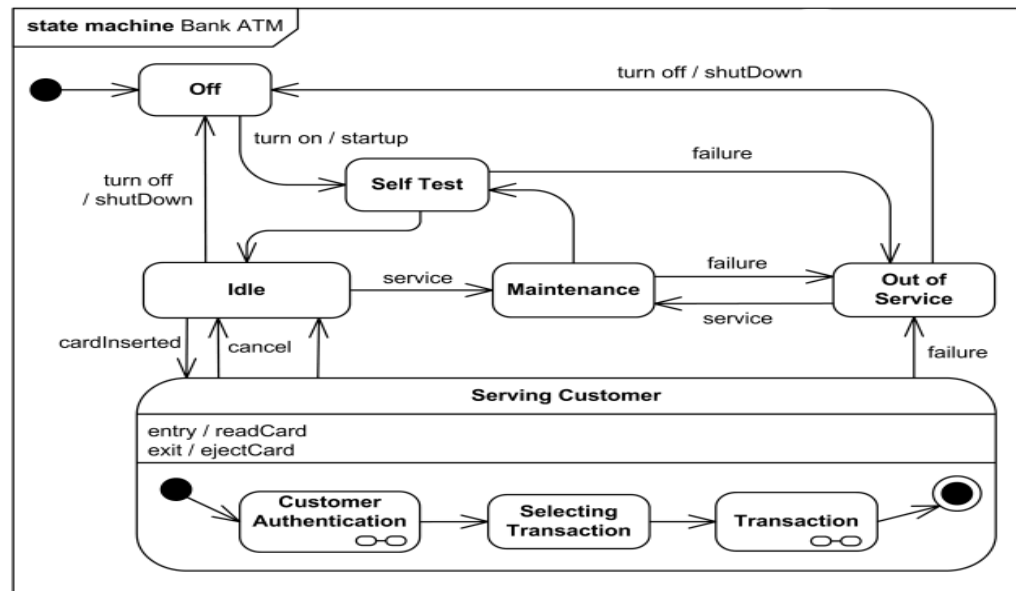 state machine Bank ATM
Off
turn off / shutDown
turn on / startup
failure
turn off
/ shutDown
Self Test
Idle
service
Maintenance
failure
service
Out of
Service
cardInserted
cancel
failure
Serving Customer
entry / readCard
exit / ejectCard
Customer
Authentication
Selecting
Transaction
Transaction